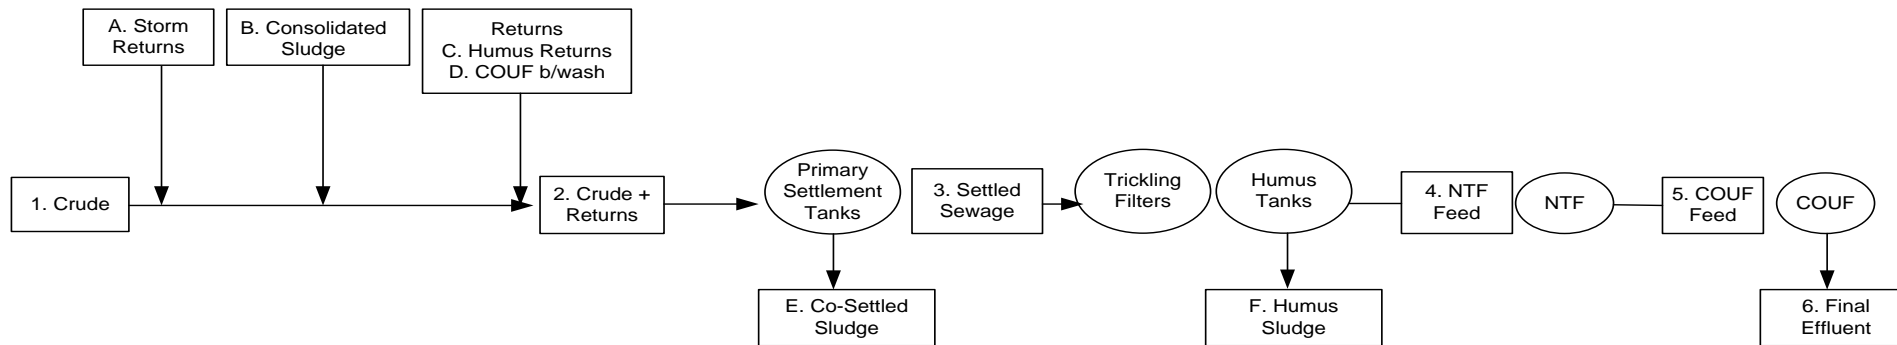 A. Storm
Returns
B. Consolidated
Sludge
Returns
C. Humus Returns
D. COUF b/wash
1. Crude
2. Crude +
Returns
Primary
Settlement
Tanks
3. Settled
Sewage
Trickling
Filters
Humus
Tanks
4. NTF
Feed
NTF
5. COUF
Feed
COUF
E. Co-Settled
Sludge
F. Humus
Sludge
6. Final
Effluent